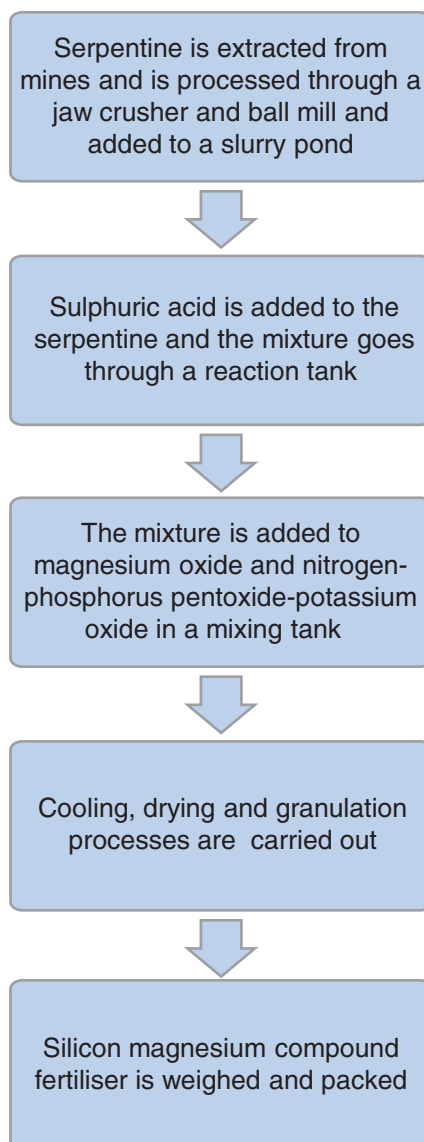 Serpentine is extracted from
mines and is processed through a
jaw crusher and ball mill and
added to a slurry pond
Sulphuric acid is added to the
serpentine and the mixture goes
through a reaction tank
The mixture is added to
magnesium oxide and nitrogen-
phosphorus pentoxide-potassium
oxide in a mixing tank
Cooling, drying and granulation
processes are carried out
Silicon magnesium compound
fertiliser is weighed and packed